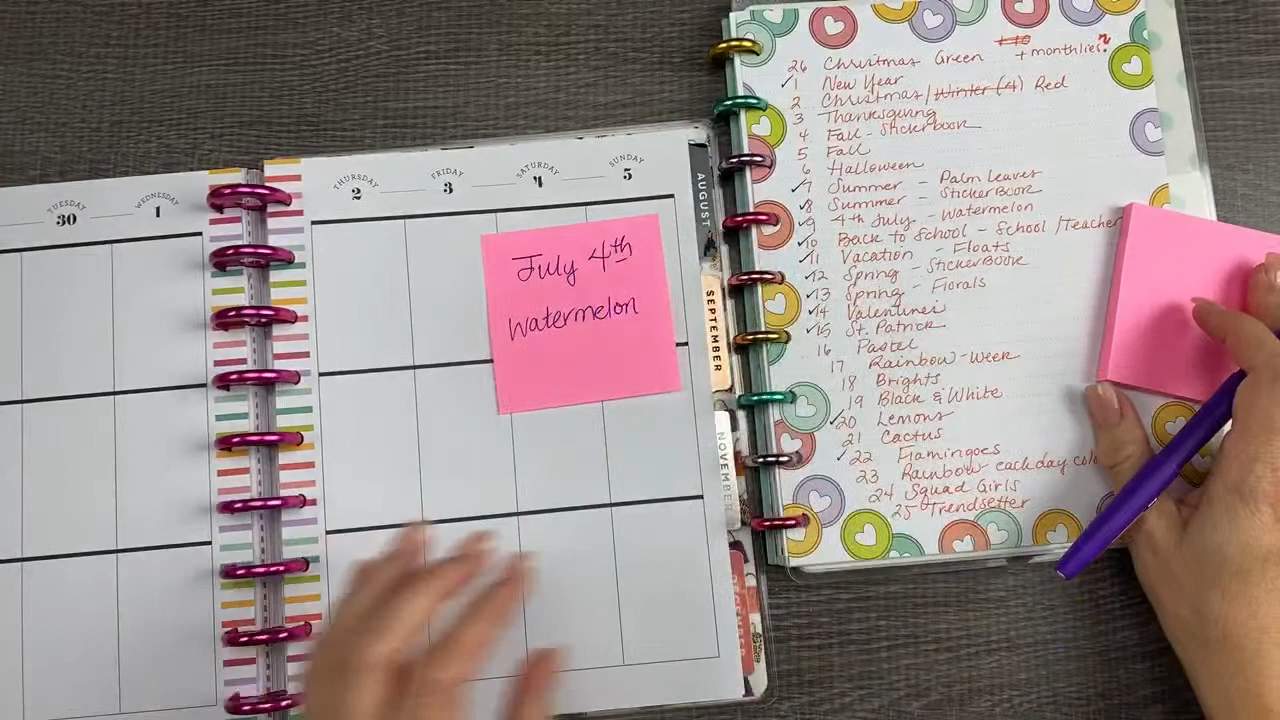 TUESDAY
30
WEDNESDAY
1
THURSDAY
2
FRIDAY
3
SATURDAY
4
SUNDAY
5
July 4th
Watermelon
AUGUST
SEPTEMBER
NOVEMBER
DECEMBER
26 Christmas Green + monthlies?
✓1 New Year
2 Christmas/Winter (4) Red
3 Thanksgiving
4 Fall - StickerBook
5 Fall
6 Halloween
✓7 Summer - Palm Leaves
✓8 Summer - StickerBook
✓9 4th July - Watermelon
✓10 Back to School - School/Teacher
✓11 Vacation - Floats
✓12 Spring - StickerBook
✓13 Spring - Florals
✓14 Valentines
✓15 St. Patrick
16 Pastel
17 Rainbow - Week
18 Brights
19 Black & White
✓20 Lemons
21 Cactus
✓22 Flamingoes
23 Rainbow each day colo
24 Squad Girls
25 Trendsetter